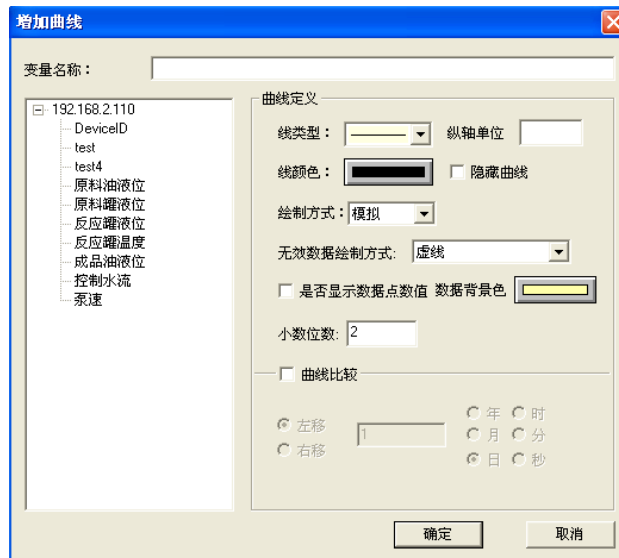 增加曲线
变量名称：
192.168.2.110
DeviceID
test
test4
原料油液位
原料罐液位
反应罐液位
反应罐温度
成品油液位
控制水流
泵速
曲线定义
线类型： 纵轴单位
线颜色： 隐藏曲线
绘制方式：模拟
无效数据绘制方式: 虚线
是否显示数据点数值 数据背景色
小数位数: 2
曲线比较
左移 1 年 时
右移 月 分
日 秒
确定 取消